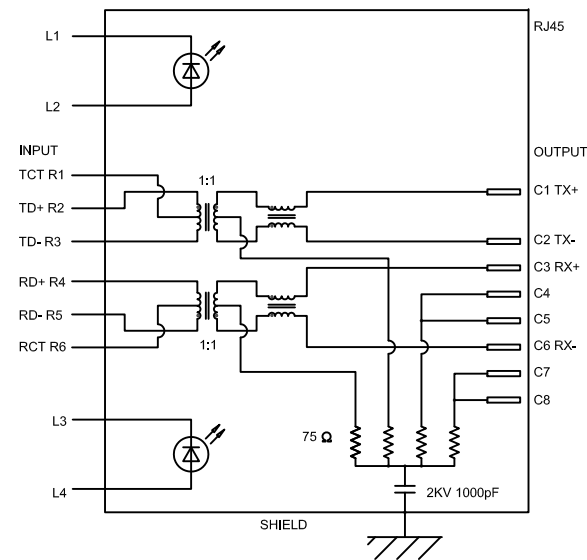 L1
RJ45
L2
INPUT
OUTPUT
TCT R1
1:1
C1 TX+
TD+ R2
TD- R3
C2 TX-
C3 RX+
RD+ R4
C4
RD- R5
C5
RCT R6
1:1
C6 RX-
C7
C8
L3
75 Ω
L4
2KV 1000pF
SHIELD